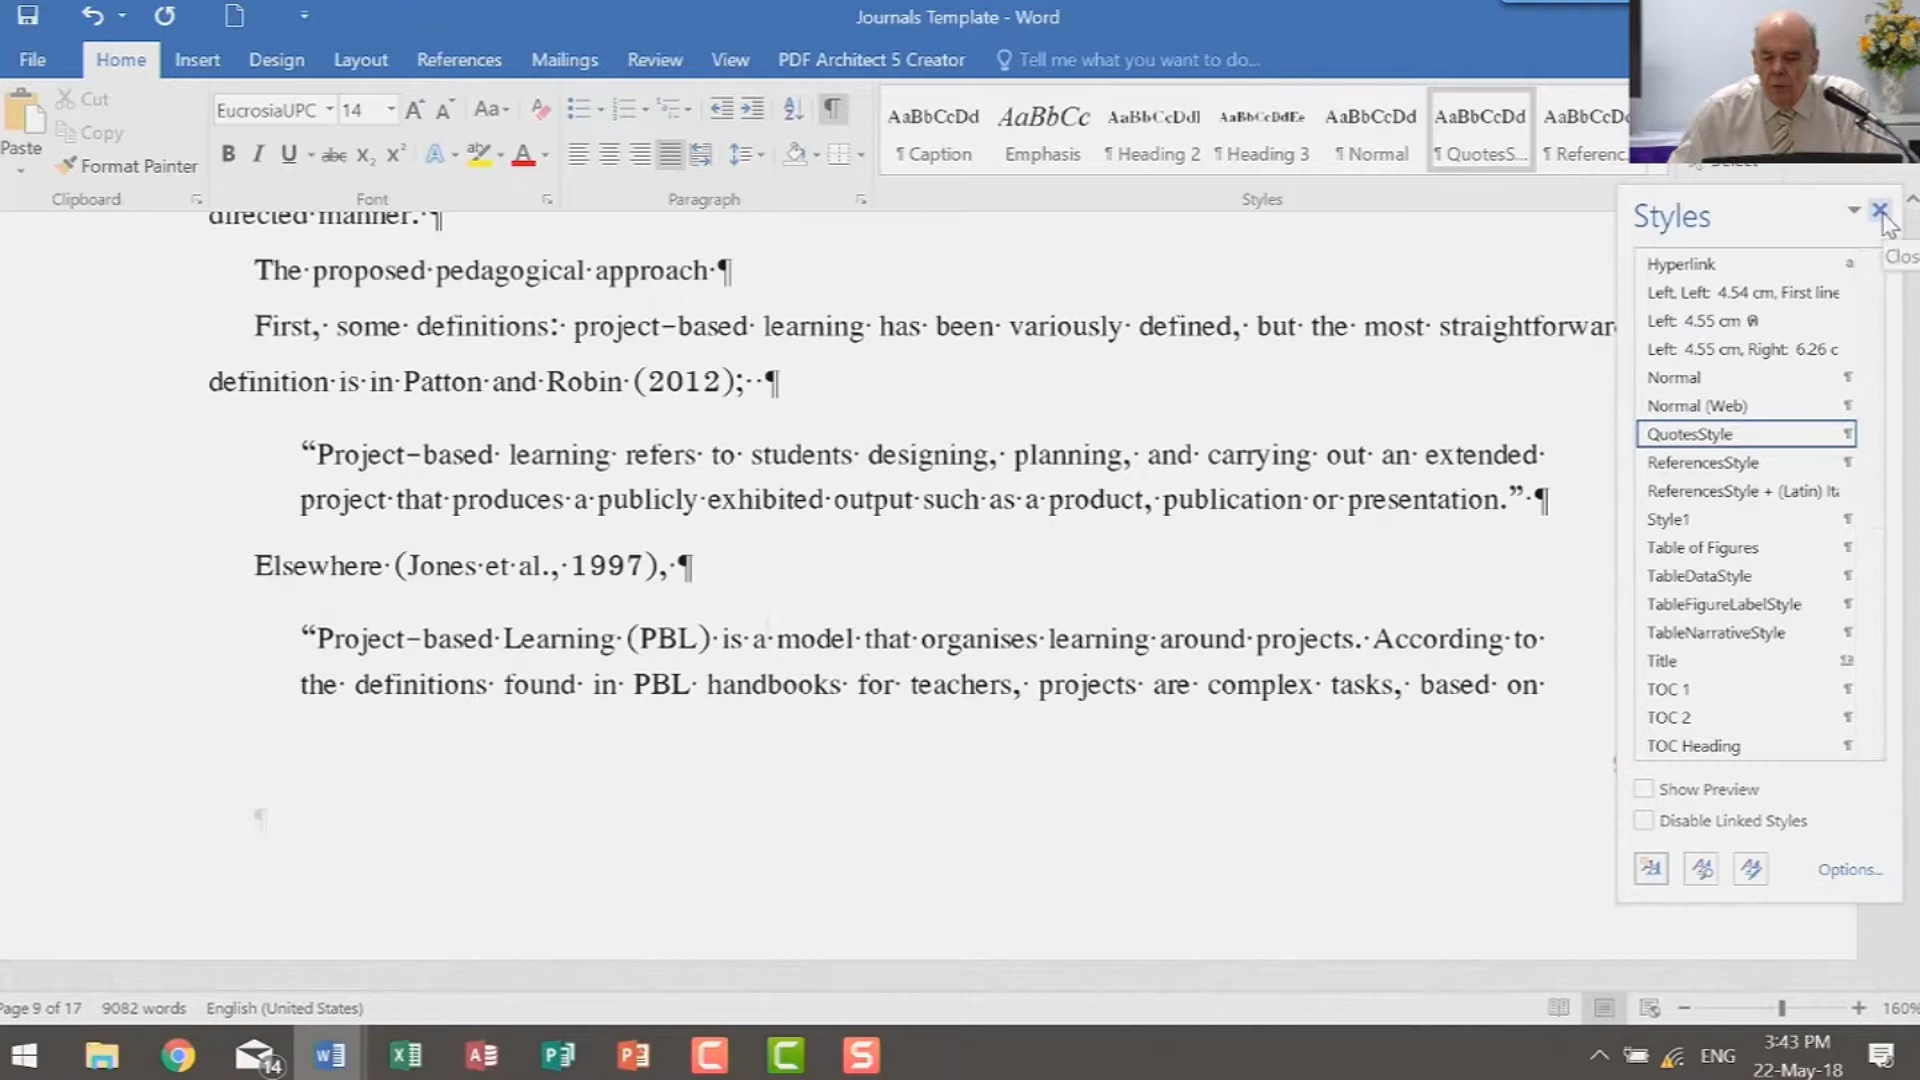 Journals Template - Word
File Home Insert Design Layout References Mailings Review View PDF Architect 5 Creator Tell me what you want to do...
Paste
Cut
Copy
Format Painter
Clipboard
EucrosiaUPC 14
Font
Paragraph
AaBbCcDd AaBbCc AaBbCcDdI AaBbCcDdEe AaBbCcDd AaBbCcDd AaBbCcDd
¶ Caption Emphasis ¶ Heading 2 ¶ Heading 3 ¶ Normal ¶ QuotesS... ¶ Referenc
Styles
directed manner. ¶
The proposed pedagogical approach ¶
First, some definitions: project-based learning has been variously defined, but the most straightforwar
definition is in Patton and Robin (2012); ¶
“Project-based learning refers to students designing, planning, and carrying out an extended
project that produces a publicly exhibited output such as a product, publication or presentation.” ¶
Elsewhere (Jones et al., 1997), ¶
“Project-based Learning (PBL) is a model that organises learning around projects. According to
the definitions found in PBL handbooks for teachers, projects are complex tasks, based on
¶
Styles
Clos
Hyperlink a
Left, Left: 4.54 cm, First line
Left: 4.55 cm
Left: 4.55 cm, Right: 6.26 c
Normal ¶
Normal (Web) ¶
QuotesStyle ¶
ReferencesStyle ¶
ReferencesStyle + (Latin) Ita
Style1 ¶
Table of Figures ¶
TableDataStyle ¶
TableFigureLabelStyle ¶
TableNarrativeStyle ¶
Title ¶a
TOC 1 ¶
TOC 2 ¶
TOC Heading ¶
Show Preview
Disable Linked Styles
Options...
Page 9 of 17 9082 words English (United States)
160%
14
ENG
3:43 PM
22-May-18